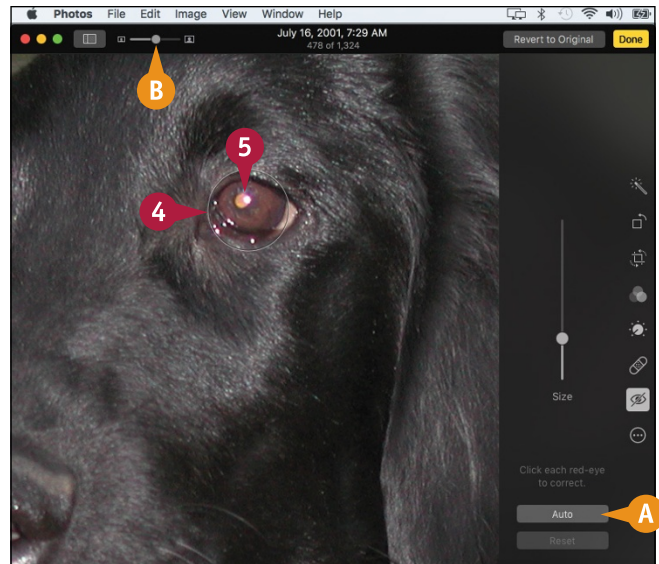 Photos File Edit Image View Window Help
July 16, 2001, 7:29 AM
478 of 1,324
Revert to Original
Done
B
5
4
Size
Click each red-eye
to correct.
Auto
A
Reset